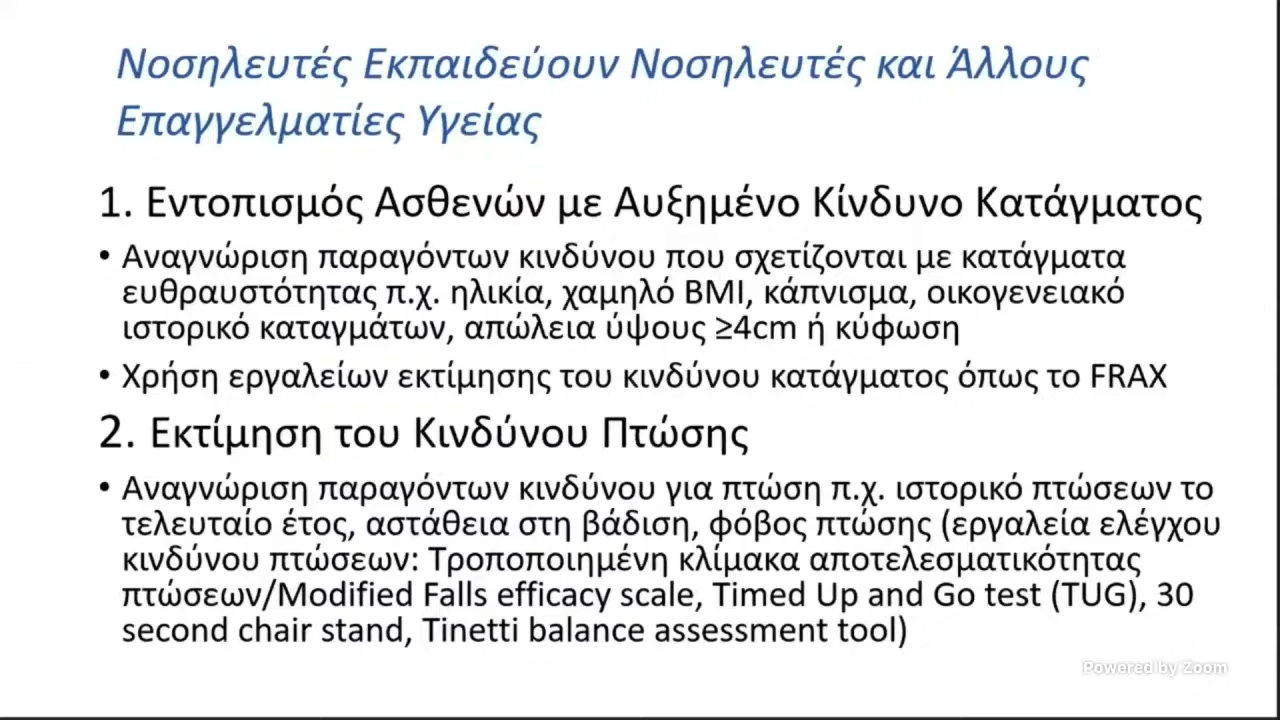 Νοσηλευτές Εκπαιδεύουν Νοσηλευτές και Άλλους
Επαγγελματίες Υγείας
1. Εντοπισμός Ασθενών με Αυξημένο Κίνδυνο Κατάγματος
• Αναγνώριση παραγόντων κινδύνου που σχετίζονται με κατάγματα
ευθραυστότητας π.χ. ηλικία, χαμηλό BMI, κάπνισμα, οικογενειακό
ιστορικό καταγμάτων, απώλεια ύψους ≥4cm ή κύφωση
• Χρήση εργαλείων εκτίμησης του κινδύνου κατάγματος όπως το FRAX
2. Εκτίμηση του Κινδύνου Πτώσης
• Αναγνώριση παραγόντων κινδύνου για πτώση π.χ. ιστορικό πτώσεων το
τελευταίο έτος, αστάθεια στη βάδιση, φόβος πτώσης (εργαλεία ελέγχου
κινδύνου πτώσεων: Τροποποιημένη κλίμακα αποτελεσματικότητας
πτώσεων/Modified Falls efficacy scale, Timed Up and Go test (TUG), 30
second chair stand, Tinetti balance assessment tool)
Powered by Zoom